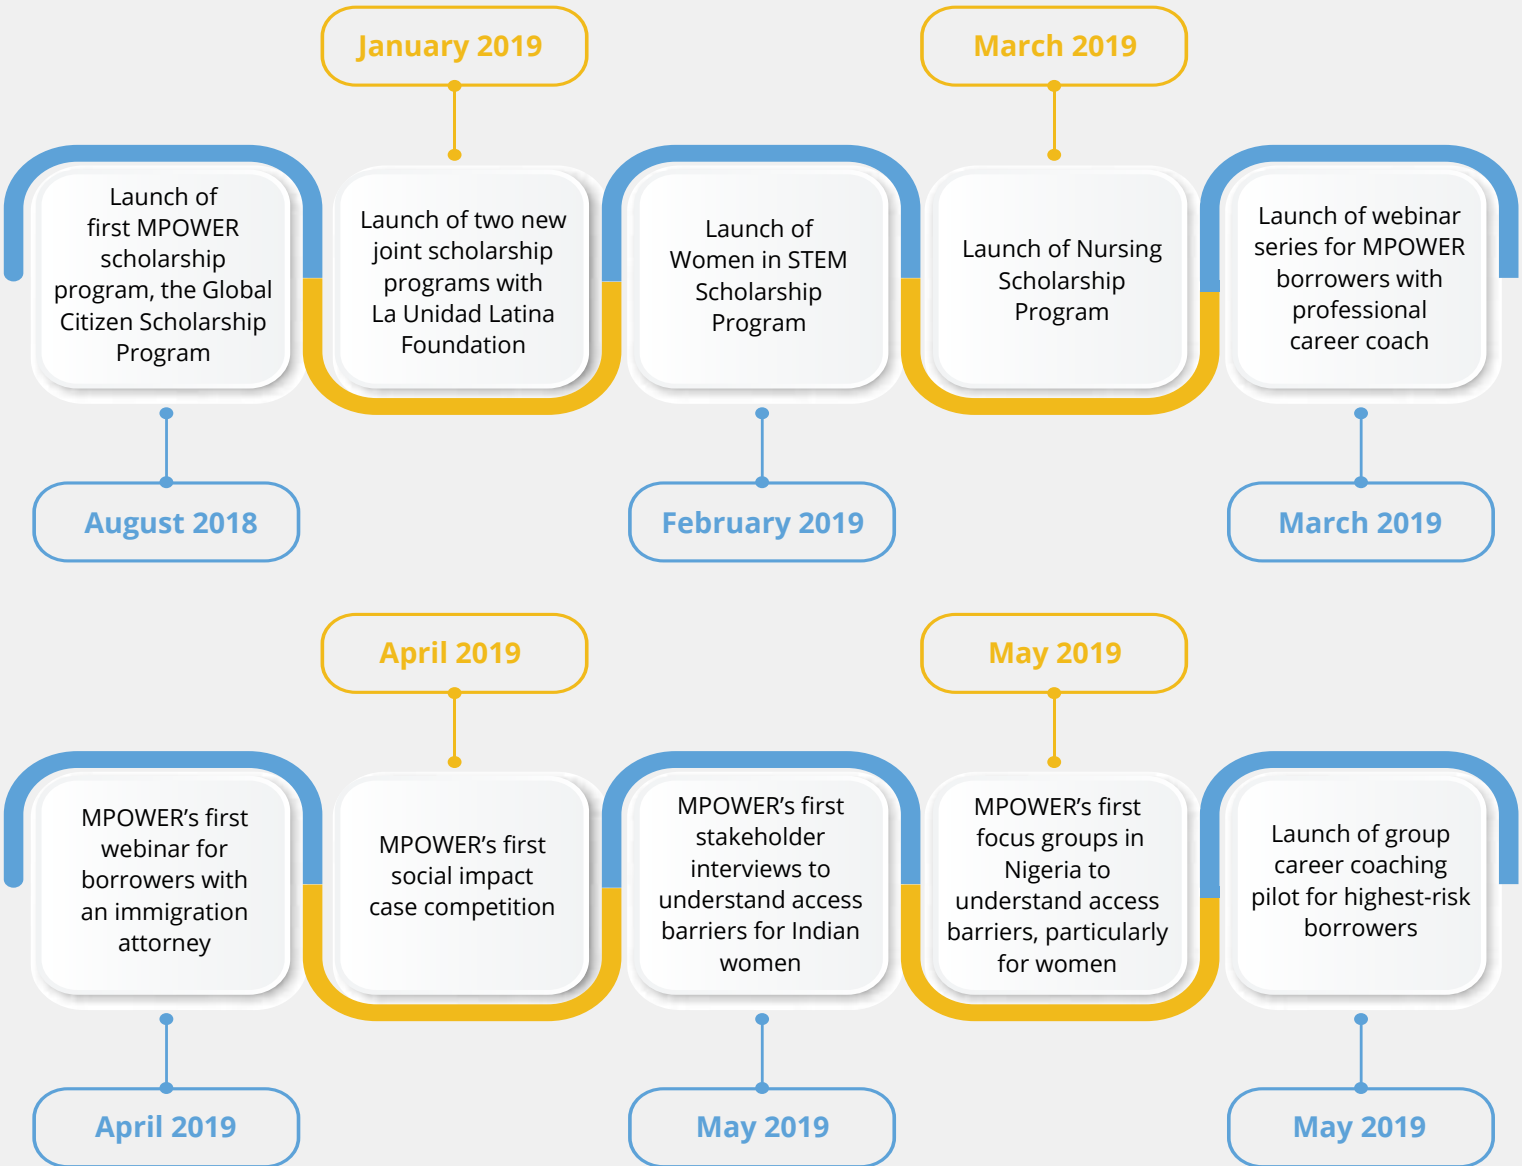 January 2019
March 2019
Launch of
first MPOWER
scholarship
program, the Global
Citizen Scholarship
Program
Launch of two new
joint scholarship
programs with
La Unidad Latina
Foundation
Launch of
Women in STEM
Scholarship
Program
Launch of Nursing
Scholarship
Program
Launch of webinar
series for MPOWER
borrowers with
professional
career coach
August 2018
February 2019
March 2019
April 2019
May 2019
MPOWER’s first
webinar for
borrowers with
an immigration
attorney
MPOWER’s first
social impact
case competition
MPOWER’s first
stakeholder
interviews to
understand access
barriers for Indian
women
MPOWER’s first
focus groups in
Nigeria to
understand access
barriers, particularly
for women
Launch of group
career coaching
pilot for highest-risk
borrowers
April 2019
May 2019
May 2019